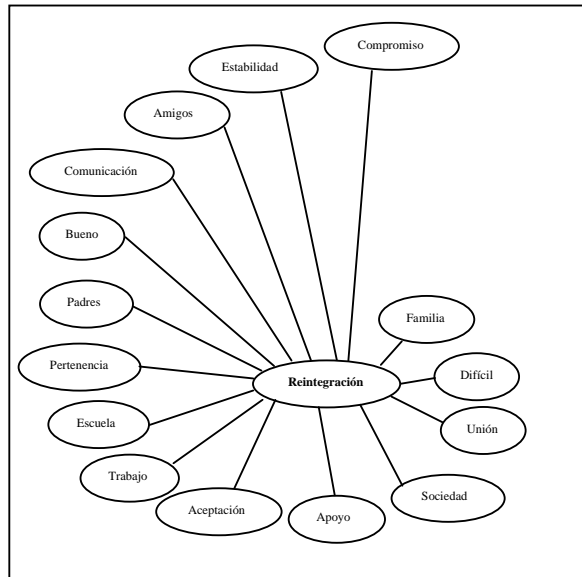 Compromiso
Estabilidad
Amigos
Comunicación
Bueno
Familia
Padres
Pertenencia
Reintegración
Difícil
Escuela
Unión
Trabajo
Sociedad
Aceptación
Apoyo